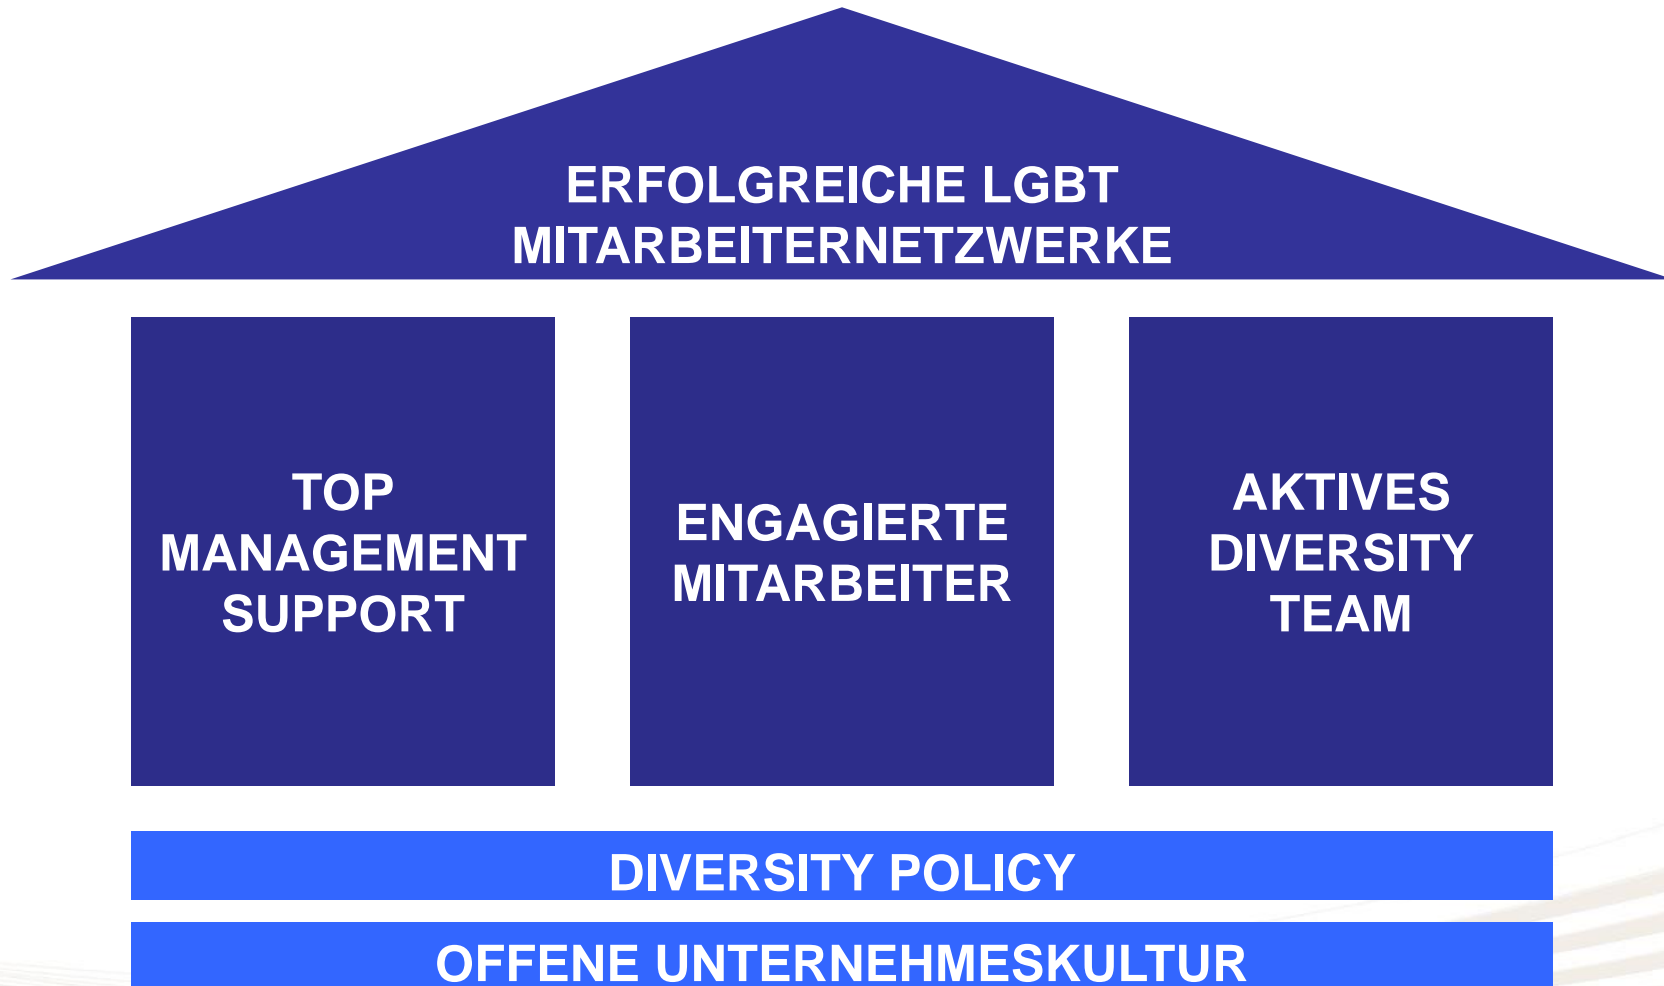 ERFOLGREICHE LGBT
MITARBEITERNETZWERKE
TOP
MANAGEMENT
SUPPORT
ENGAGIERTE
MITARBEITER
AKTIVES
DIVERSITY
TEAM
DIVERSITY POLICY
OFFENE UNTERNEHMESKULTUR